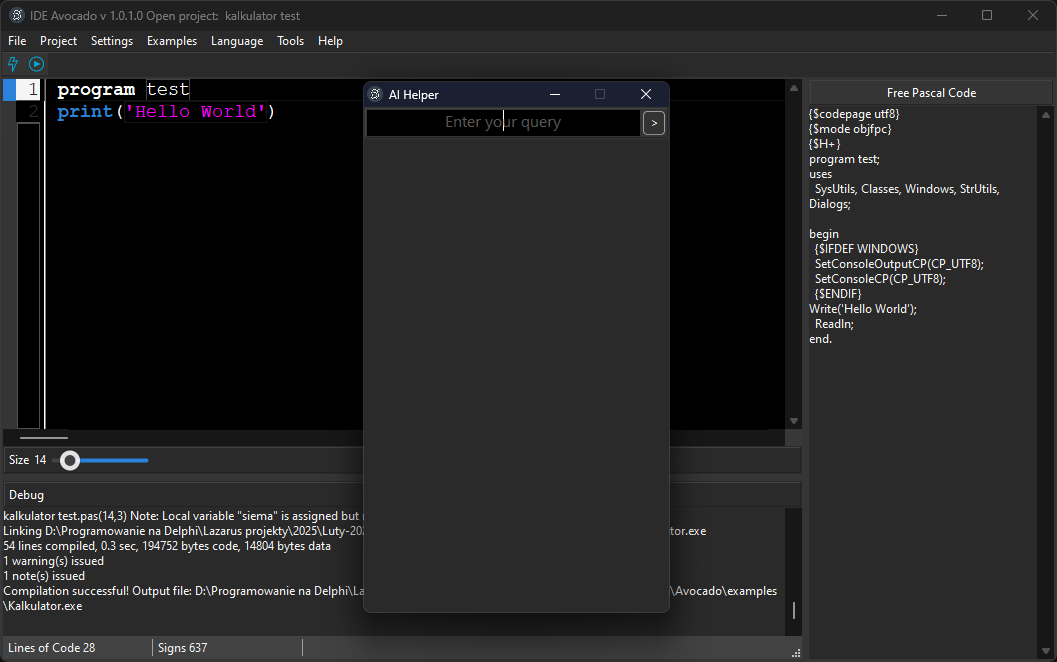 IDE Avocado v 1.0.1.0 Open project: kalkulator test
File Project Settings Examples Language Tools Help
1 program test
2 print('Hello World')
AI Helper
Enter your query
>
Free Pascal Code
{$codepage utf8}
{$mode objfpc}
{$H+}
program test;
uses
SysUtils, Classes, Windows, StrUtils,
Dialogs;
begin
{$IFDEF WINDOWS}
SetConsoleOutputCP(CP_UTF8);
SetConsoleCP(CP_UTF8);
{$ENDIF}
Write('Hello World');
Readln;
end.
Size 14
Debug
kalkulator test.pas(14,3) Note: Local variable "siema" is assigned but
Linking D:\Programowanie na Delphi\Lazarus projekty\2025\Luty-20 tor.exe
54 lines compiled, 0.3 sec, 194752 bytes code, 14804 bytes data
1 warning(s) issued
1 note(s) issued
Compilation successful! Output file: D:\Programowanie na Delphi\La \Avocado\examples
\Kalkulator.exe
Lines of Code 28 Signs 637